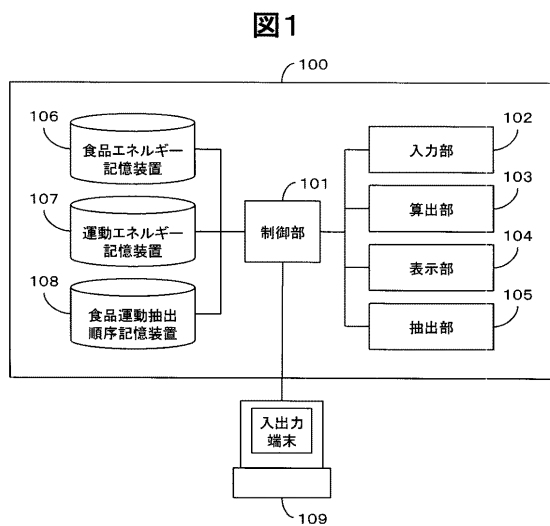 図1
100
106
食品エネルギー
記憶装置
107
運動エネルギー
記憶装置
108
食品運動抽出
順序記憶装置
101
制御部
102
入力部
103
算出部
104
表示部
105
抽出部
入出力
端末
109